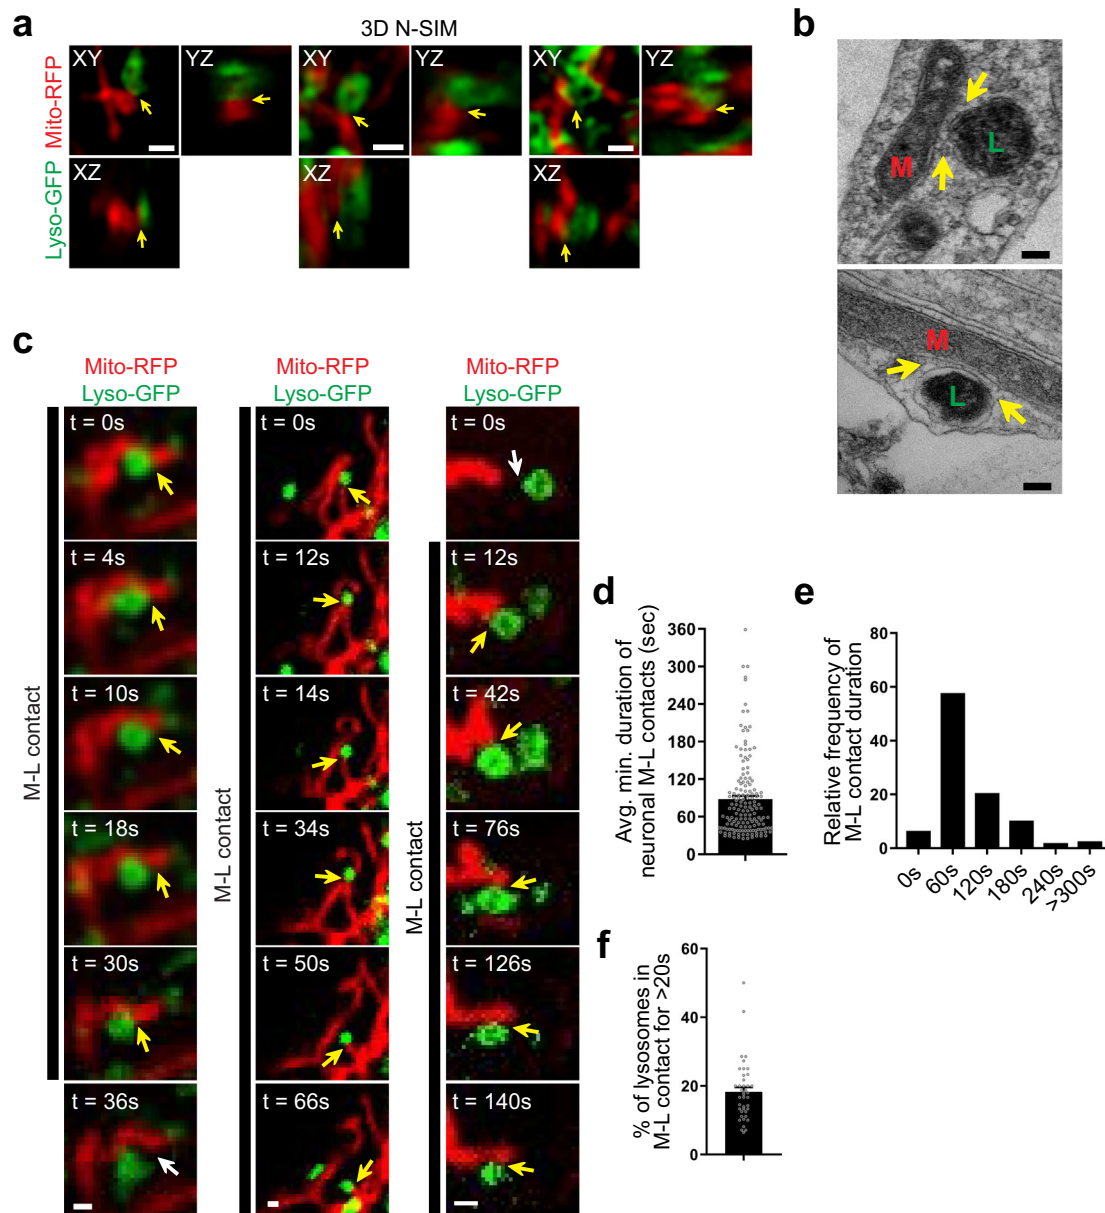 a
3D N-SIM
Mito-RFP
Lyso-GFP
XY
YZ
XY
YZ
XY
YZ
XZ
XZ
XZ
b
M
L
M
L
c
Mito-RFP
Lyso-GFP
Mito-RFP
Lyso-GFP
Mito-RFP
Lyso-GFP
M-L contact
t = 0s
t = 4s
t = 10s
t = 18s
t = 30s
t = 36s
M-L contact
t = 0s
t = 12s
t = 14s
t = 34s
t = 50s
t = 66s
M-L contact
t = 0s
t = 12s
t = 42s
t = 76s
t = 126s
t = 140s
d
Avg. min. duration of
neuronal M-L contacts (sec)
360
300
240
180
120
60
0
e
Relative frequency of
M-L contact duration
80
60
40
20
0
0s
60s
120s
180s
240s
>300s
f
% of lysosomes in
M-L contact for >20s
60
40
20
0